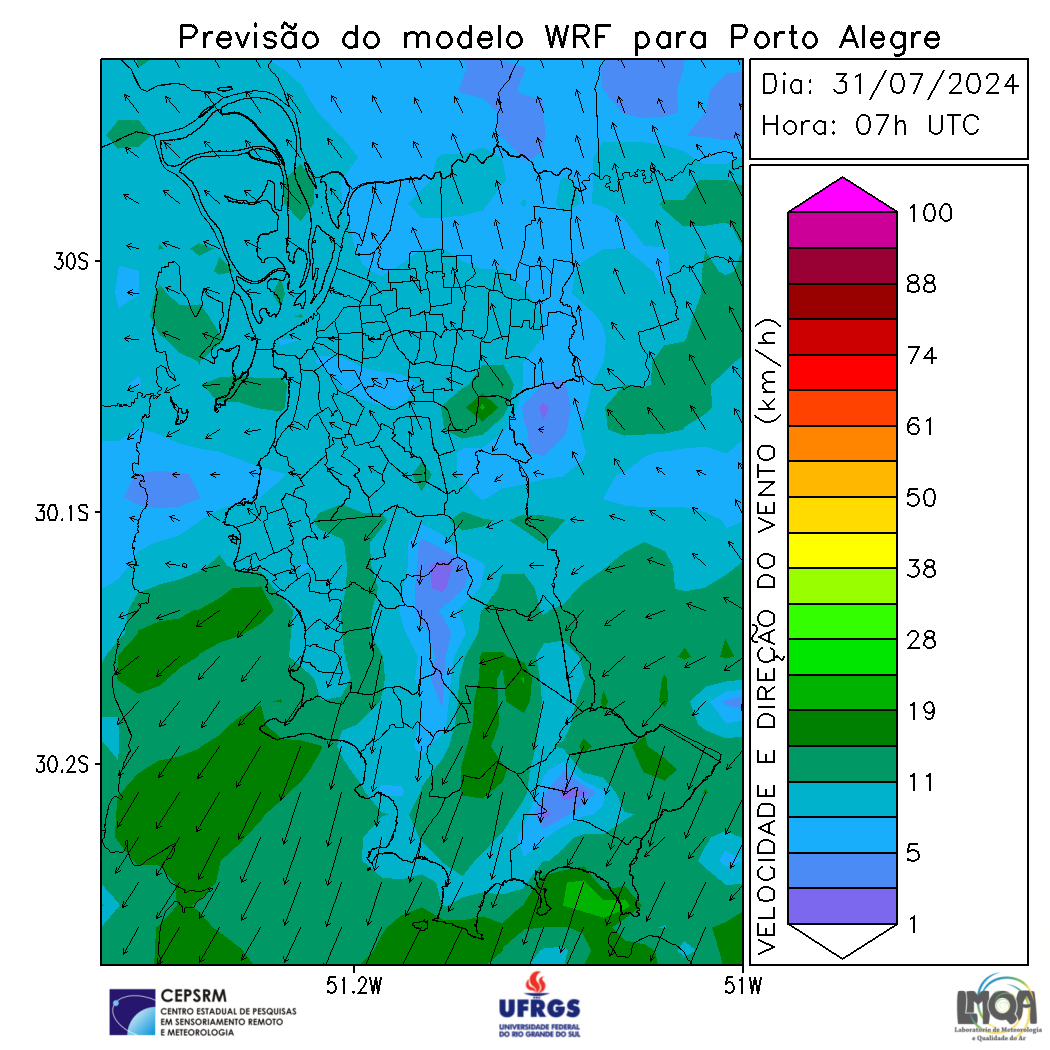 Previsão do modelo WRF para Porto Alegre
Dia: 31/07/2024
Hora: 07h UTC
30S
30.1S
30.2S
51.2W
51W
VELOCIDADE E DIREÇÃO DO VENTO (km/h)
100
88
74
61
50
38
28
19
11
5
1
CEPSRM
CENTRO ESTADUAL DE PESQUISAS
EM SENSORIAMENTO REMOTO
E METEOROLOGIA
UFRGS
UNIVERSIDADE FEDERAL
DO RIO GRANDE DO SUL
LMQA
Laboratório de Meteorologia
e Qualidade do Ar